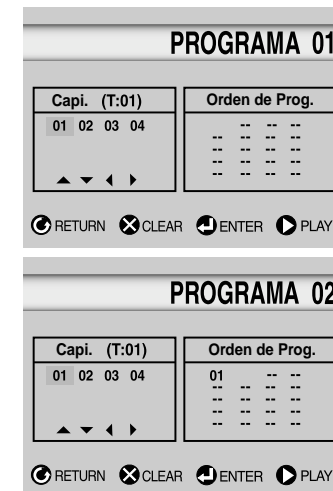 PROGRAMA 01
Capi. (T:01)
Orden de Prog.
01 02 03 04
-- --
-- -- -- --
-- -- -- --
-- -- -- --
RETURN CLEAR ENTER PLAY
PROGRAMA 02
Capi. (T:01)
Orden de Prog.
01 02 03 04
01 -- --
-- -- -- --
-- -- -- --
-- -- -- --
RETURN CLEAR ENTER PLAY